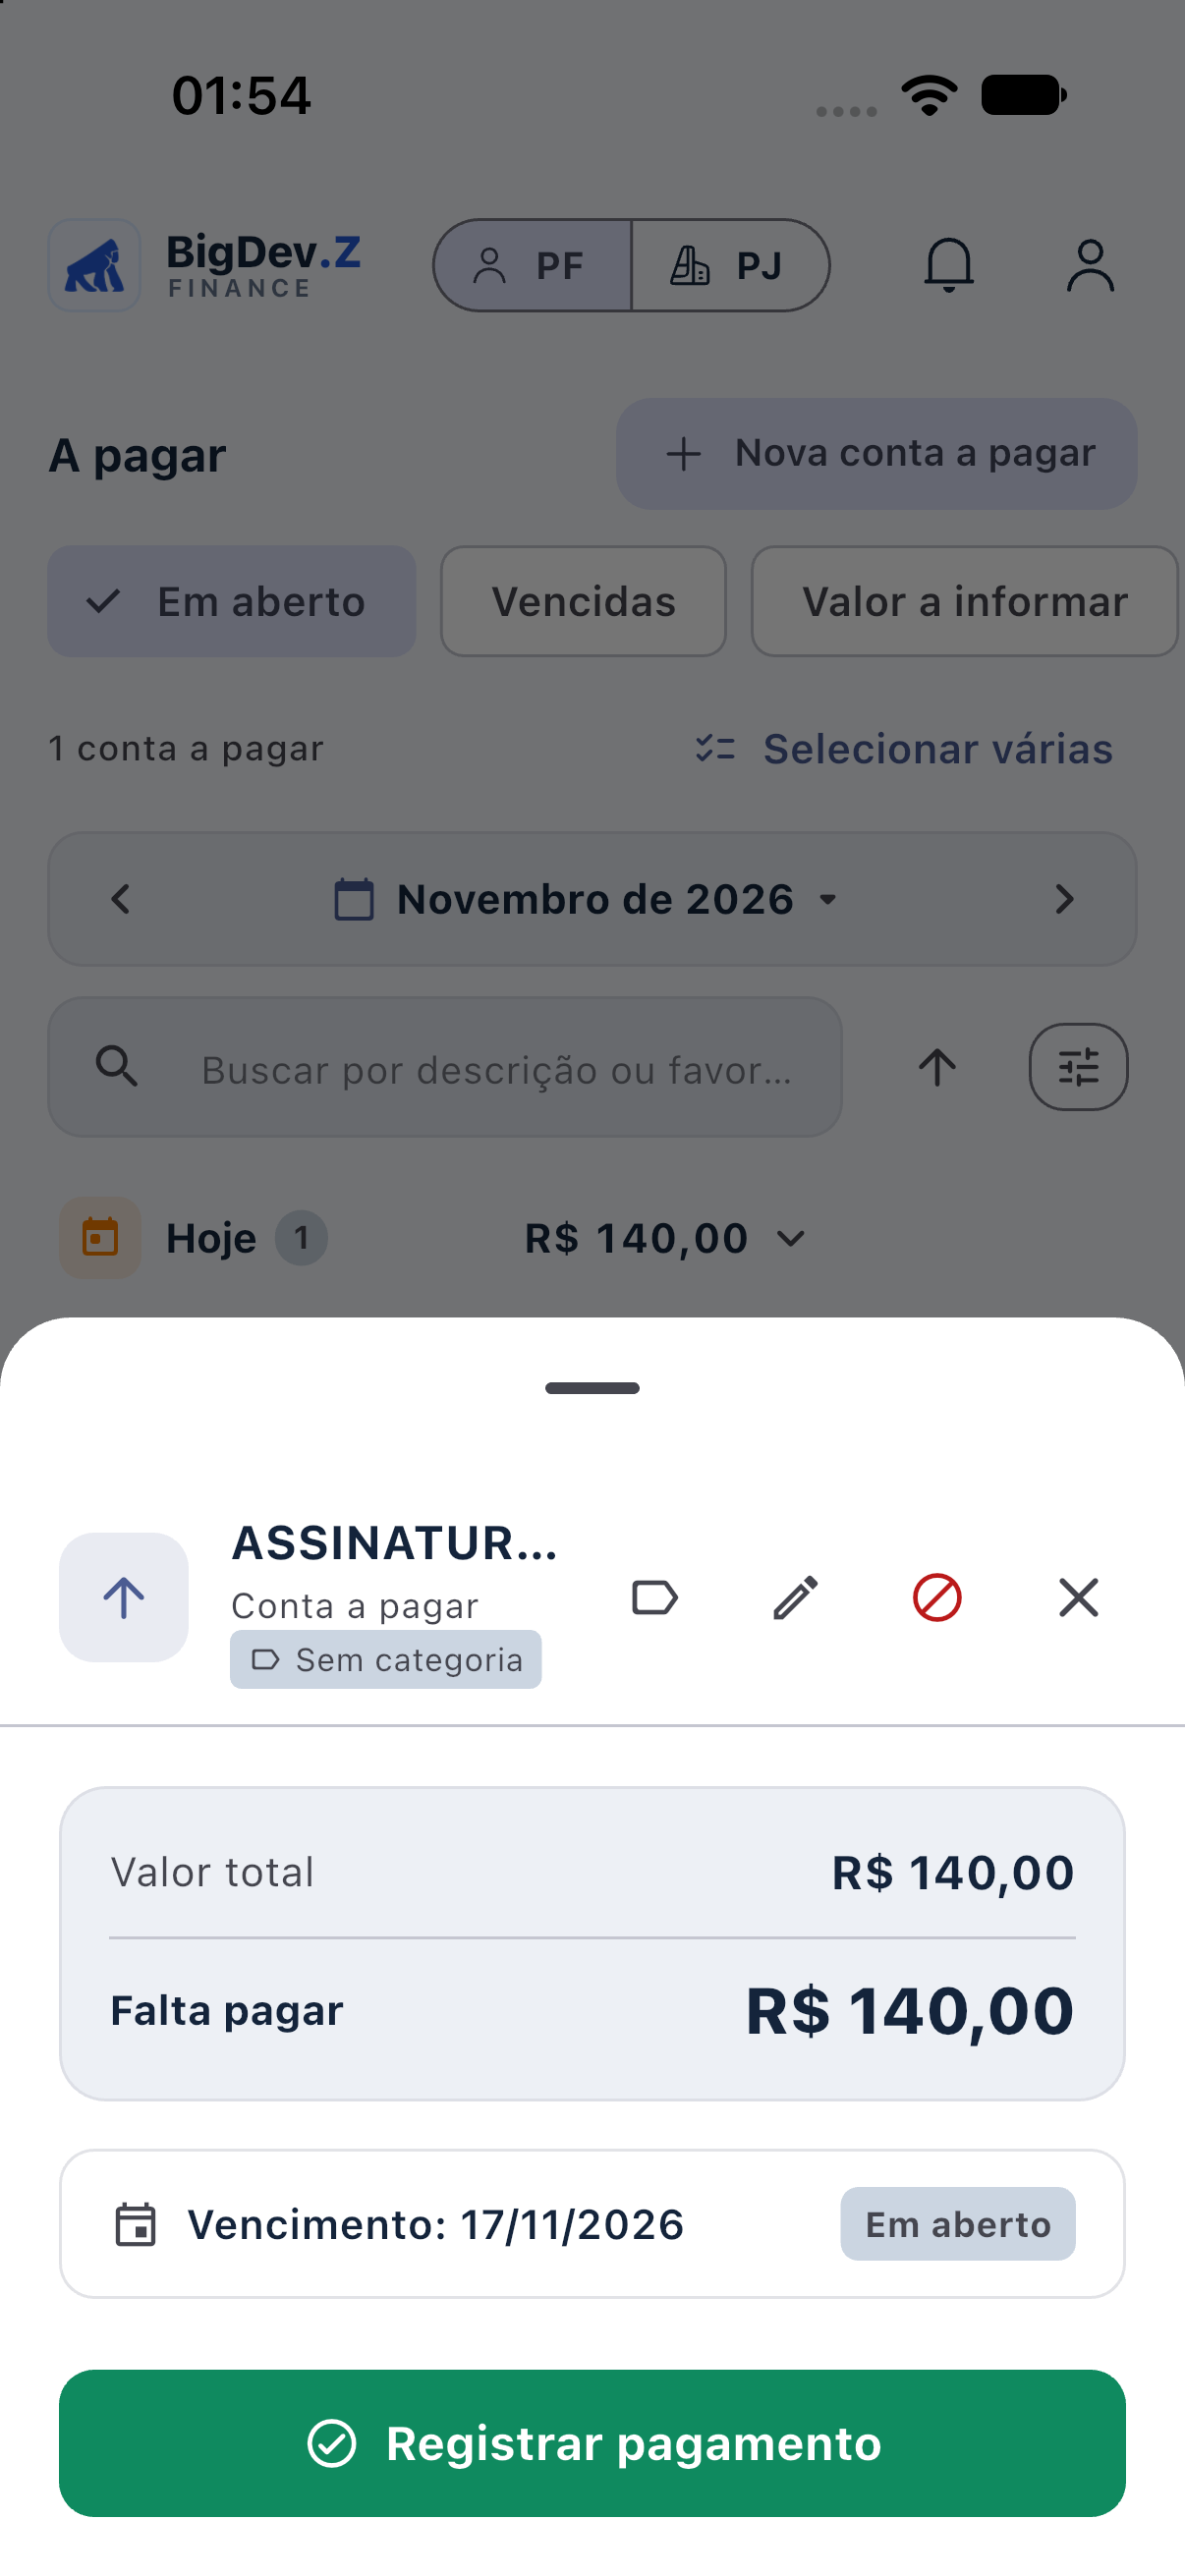 01:54
BigDev.Z
FINANCE
PF
PJ
A pagar
Nova conta a pagar
Em aberto
Vencidas
Valor a informar
1 conta a pagar
Selecionar várias
Novembro de 2026
Buscar por descrição ou favor...
Hoje 1 R$ 140,00
ASSINATUR...
Conta a pagar
Sem categoria
Valor total R$ 140,00
Falta pagar R$ 140,00
Vencimento: 17/11/2026 Em aberto
Registrar pagamento